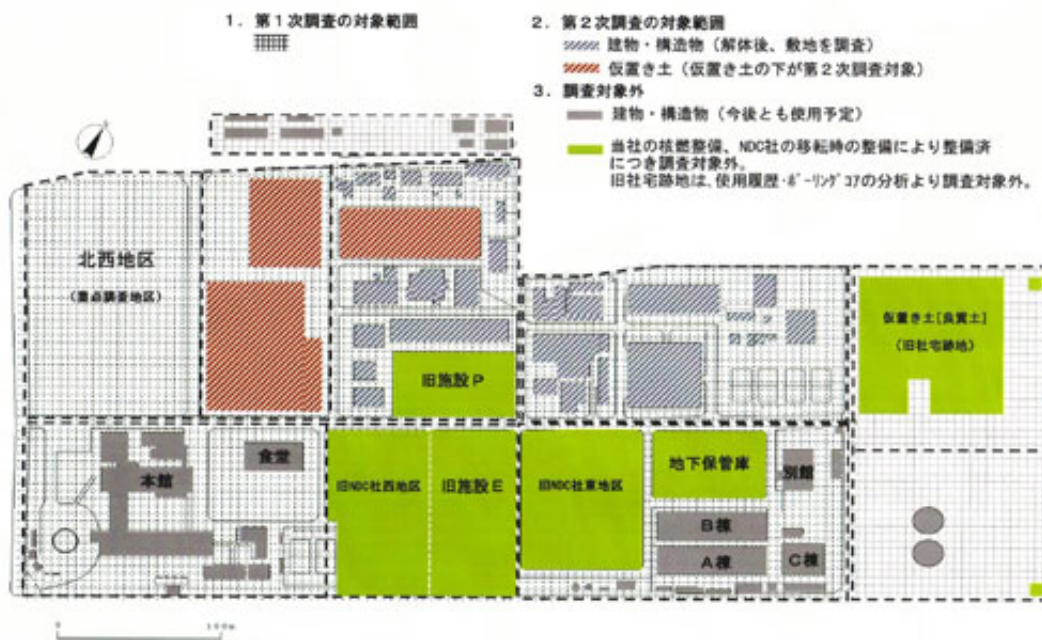 1. 第1次調査の対象範囲
2. 第2次調査の対象範囲
建物・構造物（解体後、敷地を調査）
仮置き土（仮置き土の下が第2次調査対象）
3. 調査対象外
建物・構造物（今後とも使用予定）
当社の核燃整備、NDC社の移転時の整備により整備済
につき調査対象外。
旧社宅跡地は、使用履歴・ボーリングコアの分析より調査対象外。
北西地区
（重点調査地区）
仮置き土[良質土]
（旧社宅跡地）
旧施設P
本館
食堂
旧NDC社西地区
旧施設E
旧NDC社東地区
地下保管庫
別館
B棟
A棟
C棟
0 100m